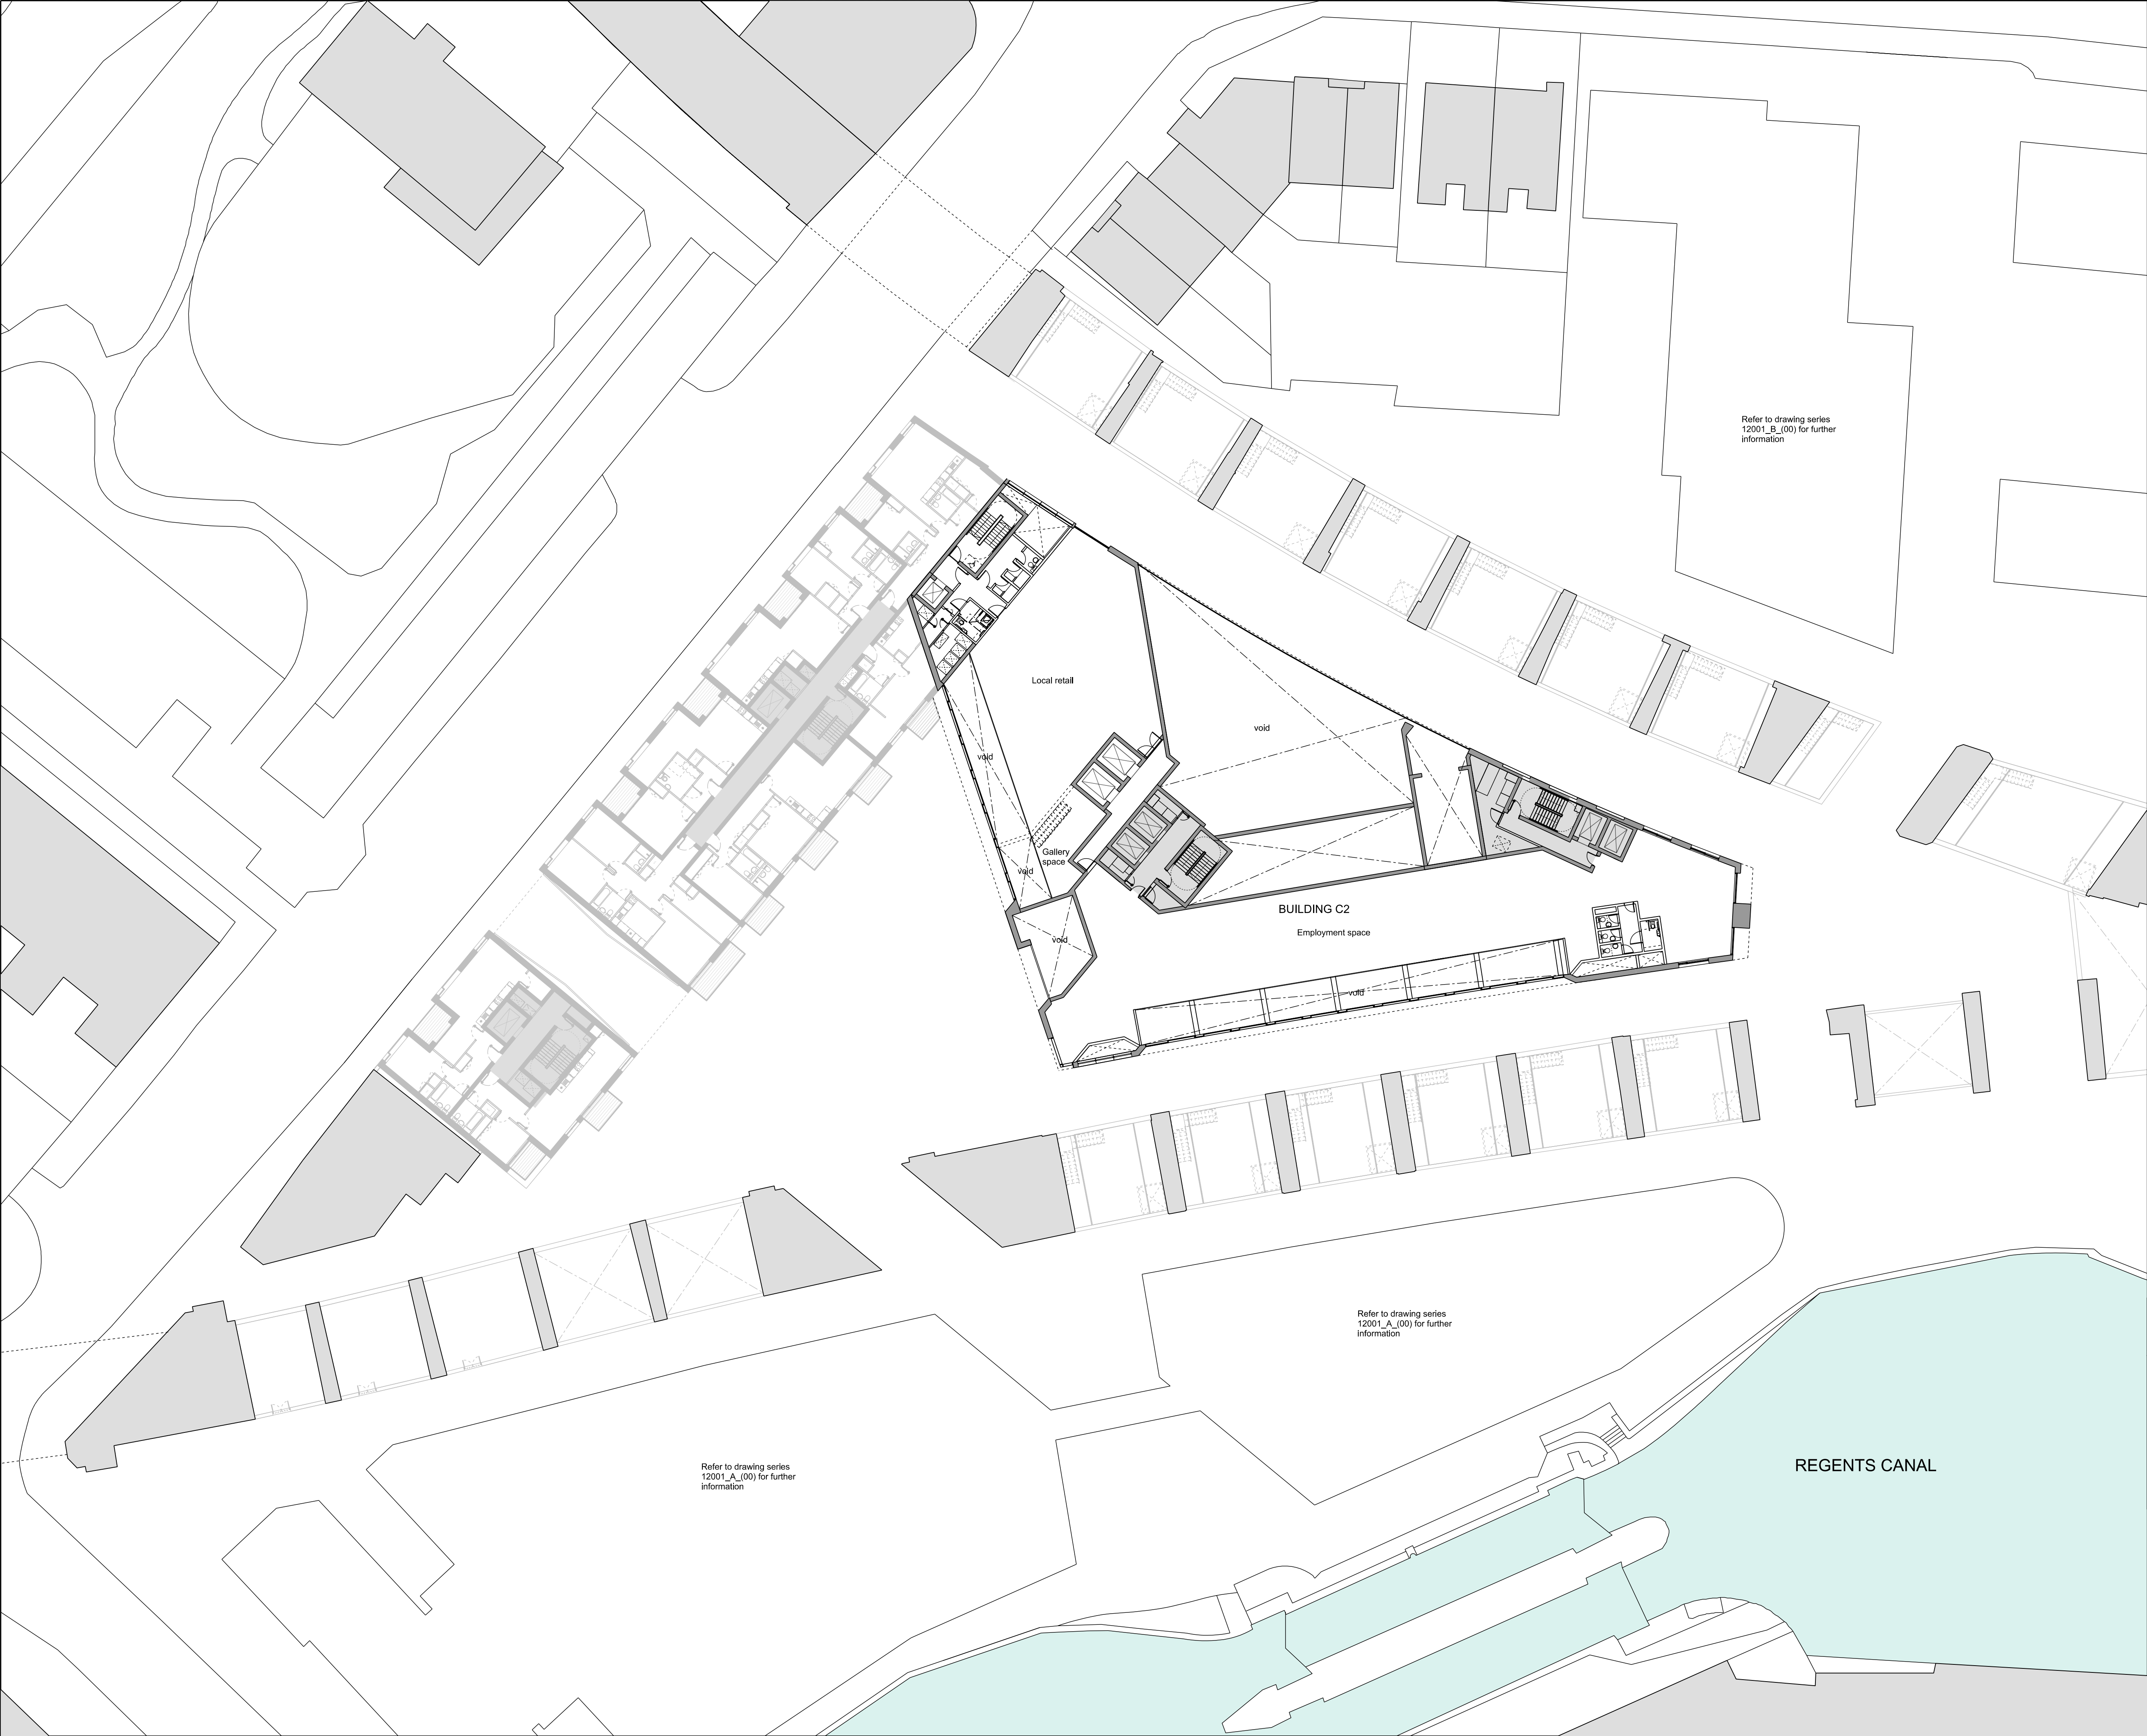 Refer to drawing series
12001_B_(00) for further
information
Local retail
void
void
Gallery
space
void
BUILDING C2
Employment space
void
void
Refer to drawing series
12001_A_(00) for further
information
Refer to drawing series
12001_A_(00) for further
information
REGENTS CANAL